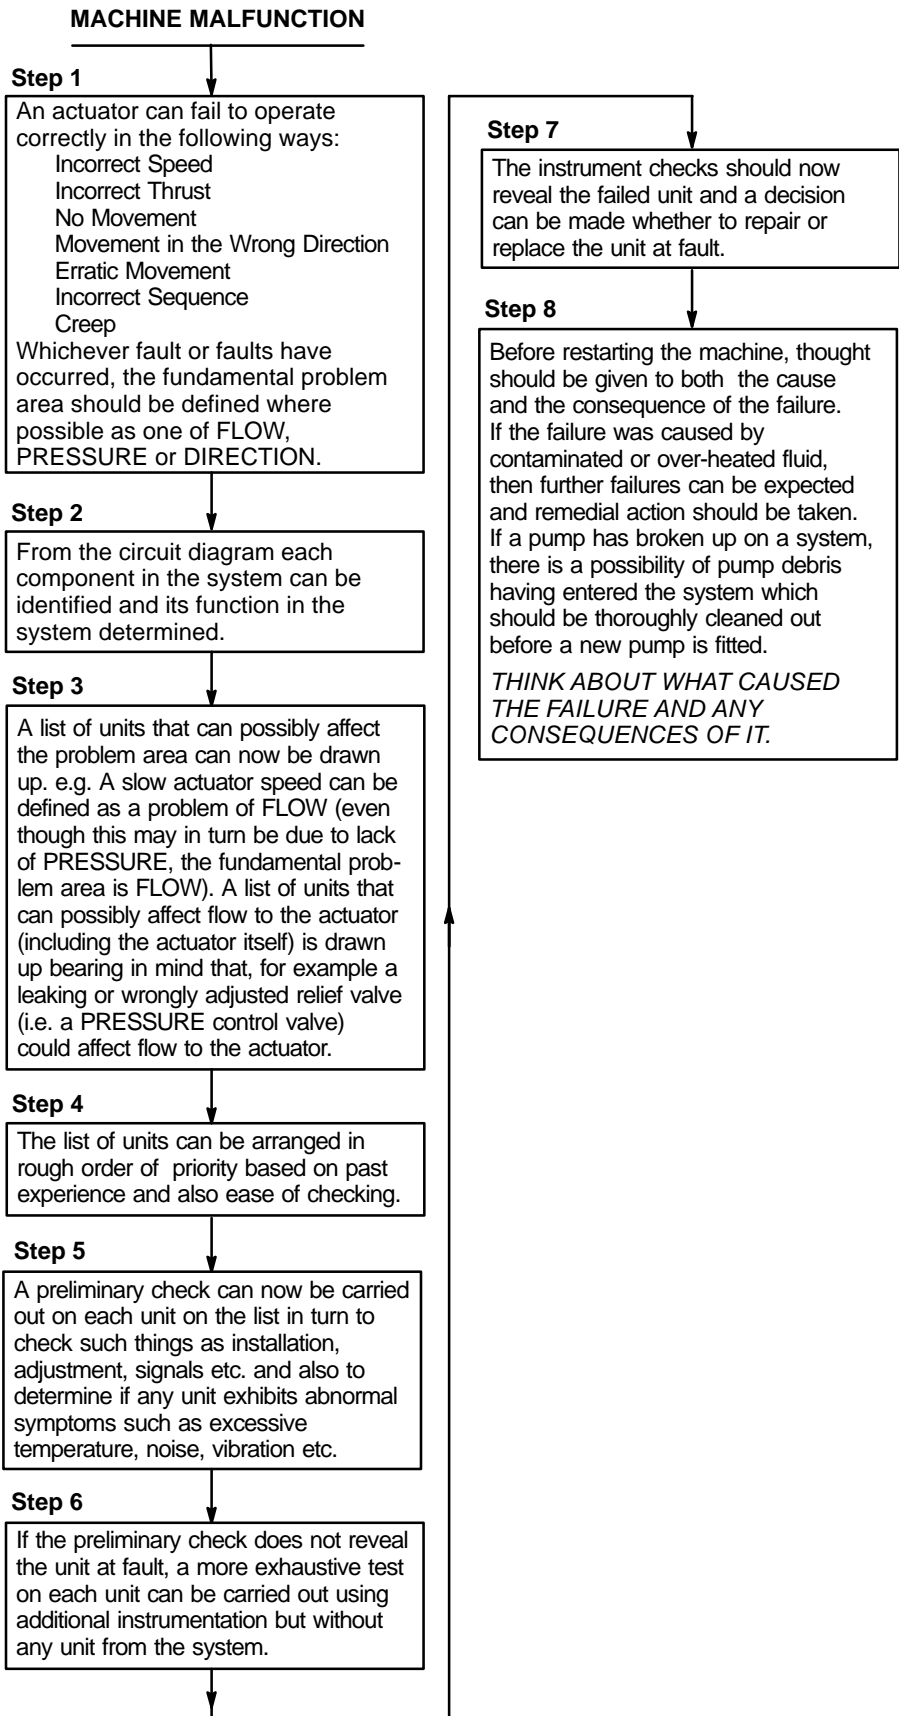 MACHINE MALFUNCTION
Step 1
An actuator can fail to operate
correctly in the following ways:
Incorrect Speed
Incorrect Thrust
No Movement
Movement in the Wrong Direction
Erratic Movement
Incorrect Sequence
Creep
Whichever fault or faults have
occurred, the fundamental problem
area should be defined where
possible as one of FLOW,
PRESSURE or DIRECTION.
Step 2
From the circuit diagram each
component in the system can be
identified and its function in the
system determined.
Step 3
A list of units that can possibly affect
the problem area can now be drawn
up. e.g. A slow actuator speed can be
defined as a problem of FLOW (even
though this may in turn be due to lack
of PRESSURE, the fundamental prob-
lem area is FLOW). A list of units that
can possibly affect flow to the actuator
(including the actuator itself) is drawn
up bearing in mind that, for example a
leaking or wrongly adjusted relief valve
(i.e. a PRESSURE control valve)
could affect flow to the actuator.
Step 4
The list of units can be arranged in
rough order of priority based on past
experience and also ease of checking.
Step 5
A preliminary check can now be carried
out on each unit on the list in turn to
check such things as installation,
adjustment, signals etc. and also to
determine if any unit exhibits abnormal
symptoms such as excessive
temperature, noise, vibration etc.
Step 6
If the preliminary check does not reveal
the unit at fault, a more exhaustive test
on each unit can be carried out using
additional instrumentation but without
any unit from the system.
Step 7
The instrument checks should now
reveal the failed unit and a decision
can be made whether to repair or
replace the unit at fault.
Step 8
Before restarting the machine, thought
should be given to both the cause
and the consequence of the failure.
If the failure was caused by
contaminated or over-heated fluid,
then further failures can be expected
and remedial action should be taken.
If a pump has broken up on a system,
there is a possibility of pump debris
having entered the system which
should be thoroughly cleaned out
before a new pump is fitted.
THINK ABOUT WHAT CAUSED
THE FAILURE AND ANY
CONSEQUENCES OF IT.